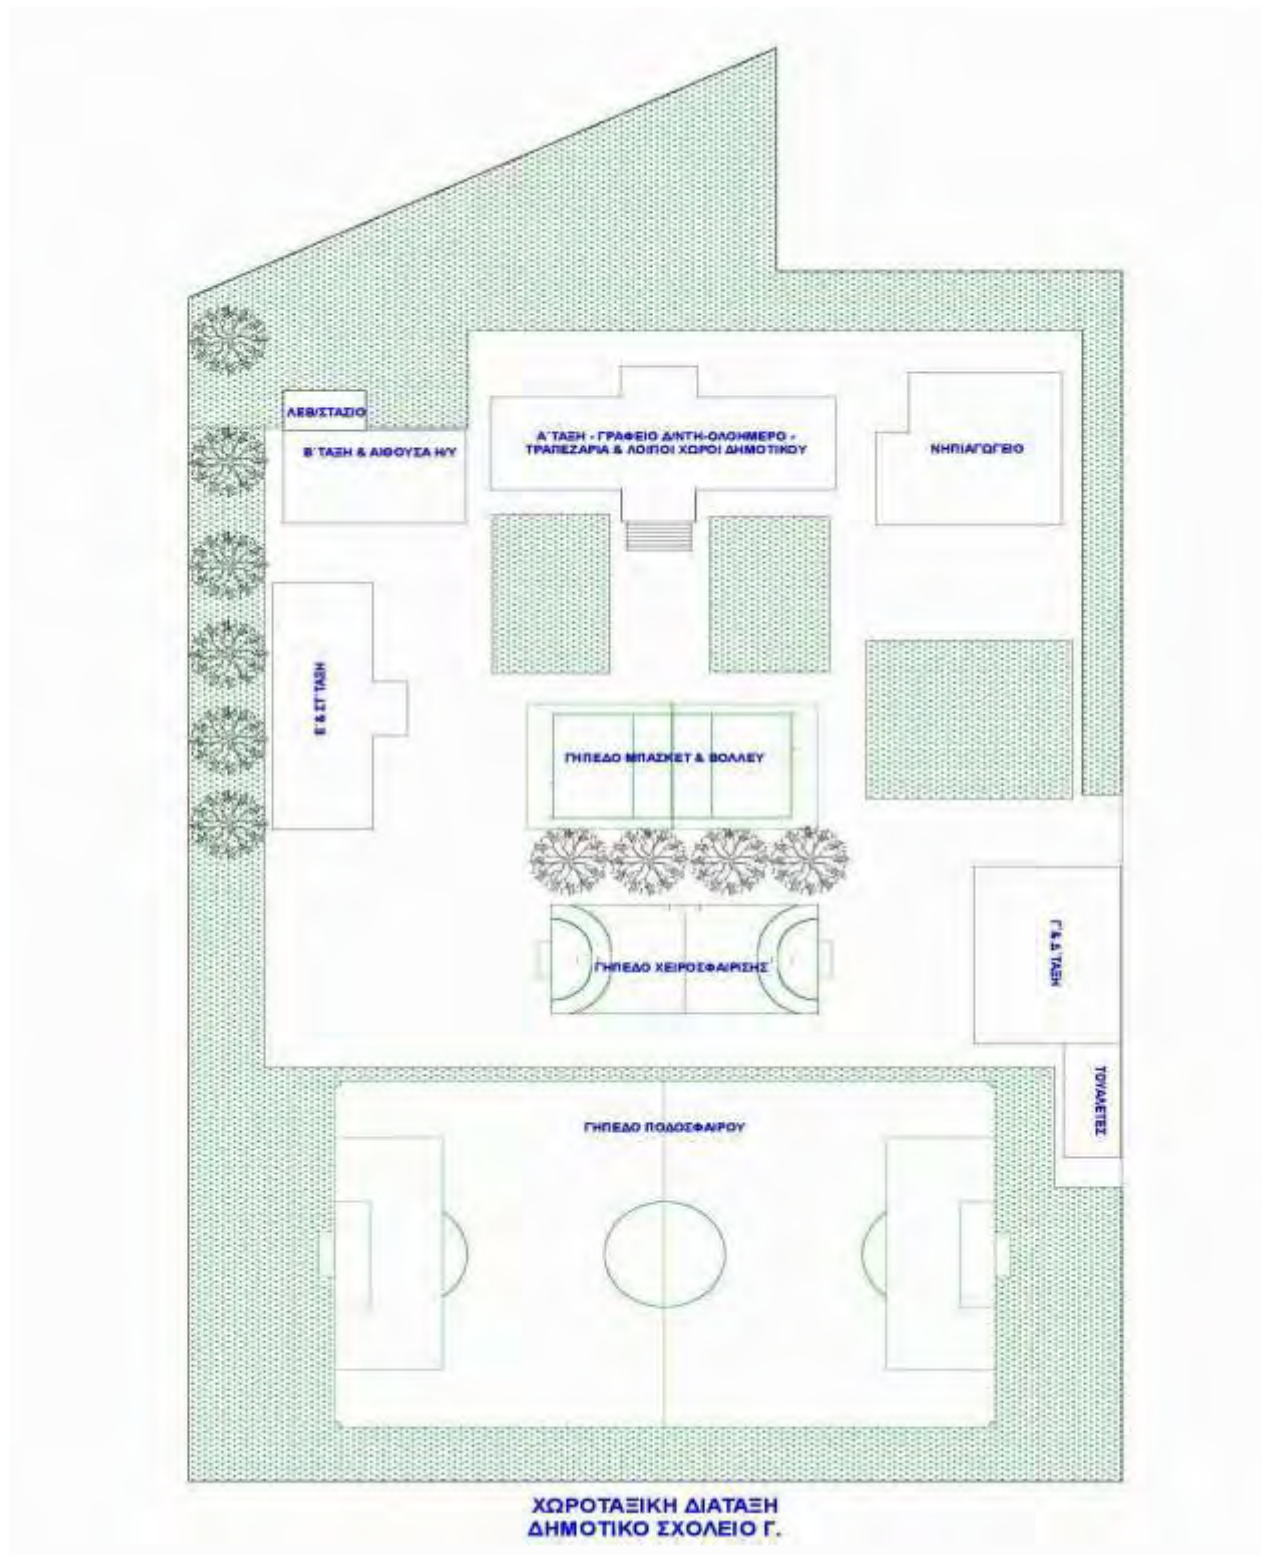 ΛΕΒ/ΣΤΑΣΙΟ
Β΄ΤΑΞΗ & ΑΙΘΟΥΣΑ Η/Υ
Α΄ΤΑΞΗ - ΓΡΑΦΕΙΟ Δ/ΝΤΗ-ΟΛΟΗΜΕΡΟ -
ΤΡΑΠΕΖΑΡΙΑ & ΛΟΙΠΟΙ ΧΩΡΟΙ ΔΗΜΟΤΙΚΟΥ
ΝΗΠΙΑΓΩΓΕΙΟ
Ε΄& ΣΤ΄ΤΑΞΗ
ΓΗΠΕΔΟ ΜΠΑΣΚΕΤ & ΒΟΛΛΕΥ
ΓΗΠΕΔΟ ΧΕΙΡΟΣΦΑΙΡΙΣΗΣ
Γ΄& Δ΄ΤΑΞΗ
ΤΟΥΑΛΕΤΕΣ
ΓΗΠΕΔΟ ΠΟΔΟΣΦΑΙΡΟΥ
ΧΩΡΟΤΑΞΙΚΗ ΔΙΑΤΑΞΗ
ΔΗΜΟΤΙΚΟ ΣΧΟΛΕΙΟ Γ.